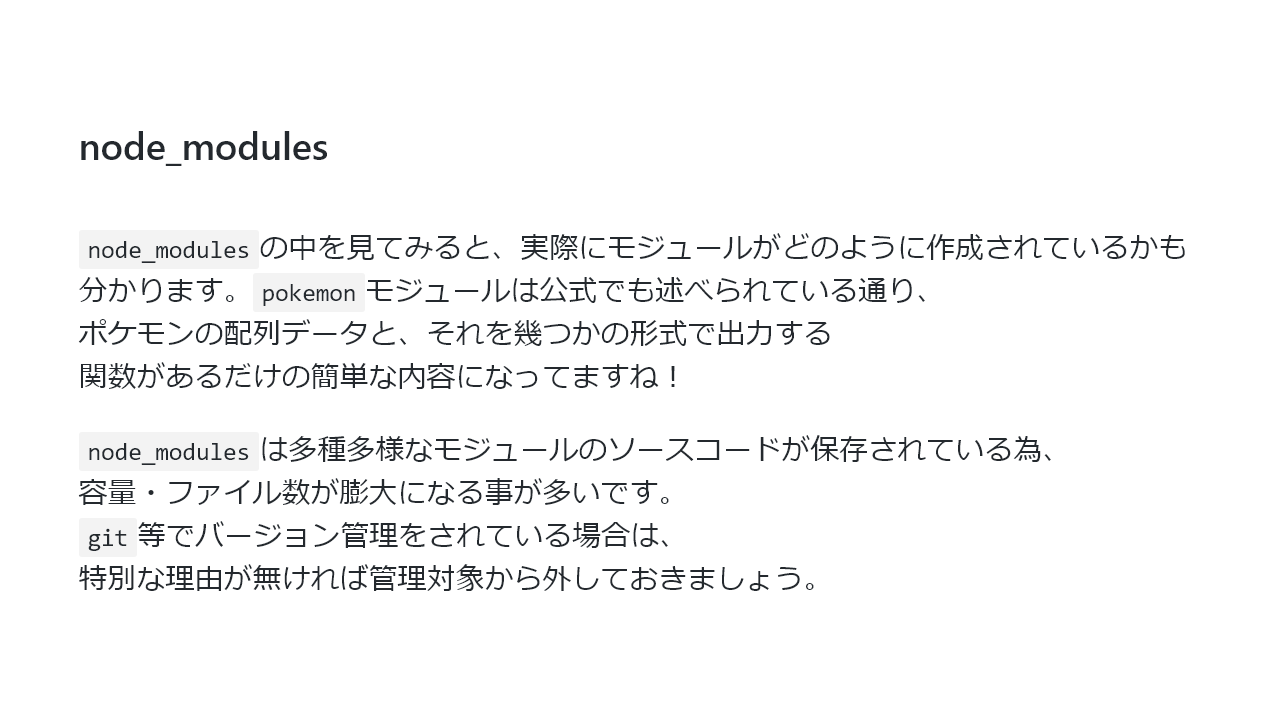 node_modules
node_modulesの中を見てみると、実際にモジュールがどのように作成されているかも
分かります。pokemonモジュールは公式でも述べられている通り、
ポケモンの配列データと、それを幾つかの形式で出力する
関数があるだけの簡単な内容になってますね！
node_modulesは多種多様なモジュールのソースコードが保存されている為、
容量・ファイル数が膨大になる事が多いです。
git等でバージョン管理をされている場合は、
特別な理由が無ければ管理対象から外しておきましょう。